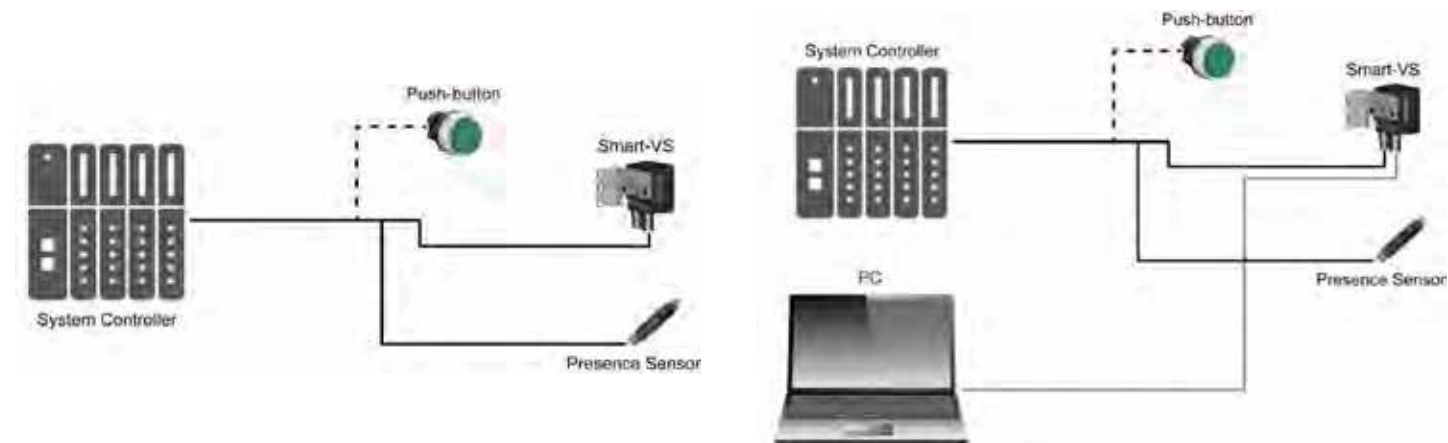 Push-button
Smart-VS
System Controller
Presence Sensor
Push-button
System Controller
Smart-VS
Presence Sensor
PC